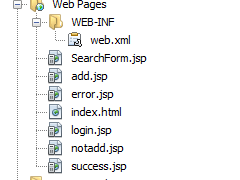 Web Pages
WEB-INF
web.xml
SearchForm.jsp
add.jsp
error.jsp
index.html
login.jsp
notadd.jsp
success.jsp